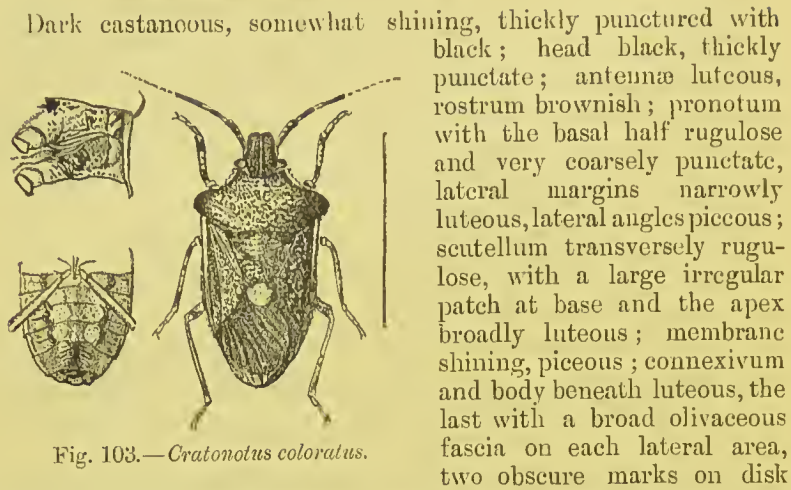 Dark castaneous, somewhat shining, thickly punctured with
black; head black, thickly
punctate; antennæ luteous,
rostrum brownish; pronotum
with the basal half rugulose
and very coarsely punctate,
lateral margins narrowly
luteous, lateral angles piceous;
scutellum transversely rugu-
lose, with a large irregular
patch at base and the apex
broadly luteous; membrane
shining, piceous; connexivum
and body beneath luteous, the
last with a broad olivaceous
fascia on each lateral area,
two obscure marks on disk
Fig. 103.—Cratonotus coloratus.